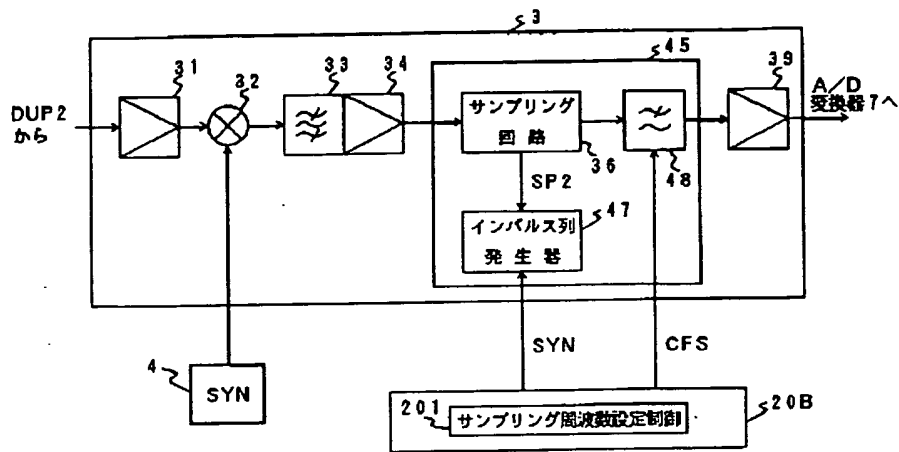 3
31
32
33
34
45
39
DUP2
から
サンプリング
回路
36
48
A/D
変換器7へ
SP2
47
インパルス列
発生器
4
SYN
SYN
CFS
201
サンプリング周波数設定制御
20B